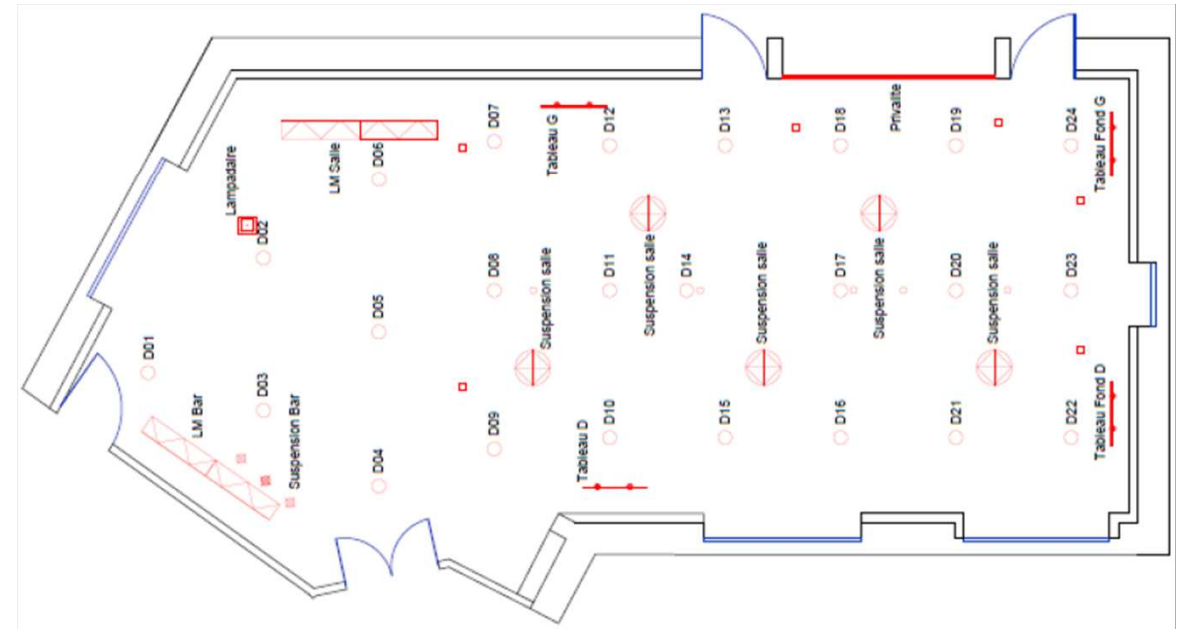 D01
LM Bar
Lampadaire
D02
D03
Suspension Bar
LM Salle
D06
D05
D04
D07
D08
D09
Tableau G
Suspension salle
Tableau D
D12
D11
D10
Suspension salle
D14
D13
D15
Suspension salle
D18
D17
D16
Privalite
Suspension salle
D19
D20
D21
Suspension salle
D24
D23
D22
Tableau Fond G
Tableau Fond D